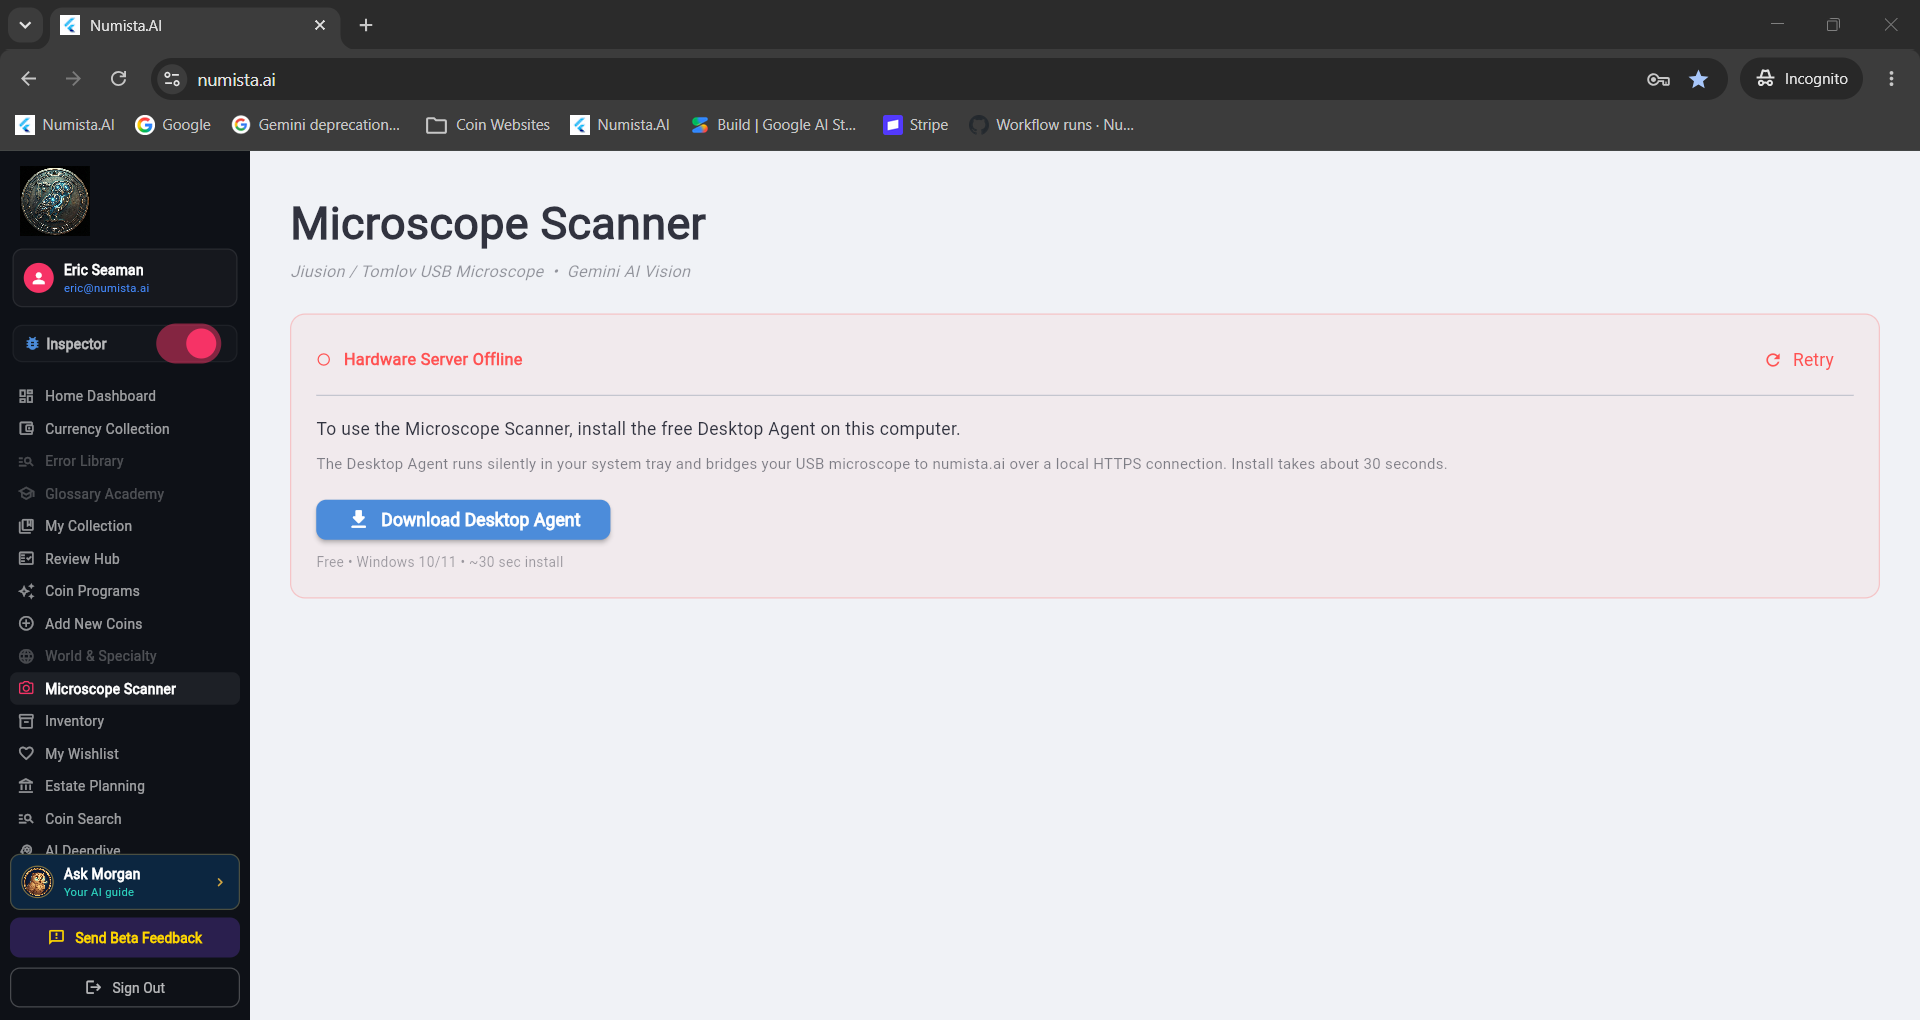 Numista.AI
numista.ai
Incognito
Numista.AI
Google
Gemini deprecation...
Coin Websites
Numista.AI
Build | Google AI St...
Stripe
Workflow runs · Nu...
Eric Seaman
eric@numista.ai
Inspector
Home Dashboard
Currency Collection
Error Library
Glossary Academy
My Collection
Review Hub
Coin Programs
Add New Coins
World & Specialty
Microscope Scanner
Inventory
My Wishlist
Estate Planning
Coin Search
AI Deepdive
Ask Morgan
Your AI guide
Send Beta Feedback
Sign Out
Microscope Scanner
Jiusion / Tomlov USB Microscope • Gemini AI Vision
Hardware Server Offline
Retry
To use the Microscope Scanner, install the free Desktop Agent on this computer.
The Desktop Agent runs silently in your system tray and bridges your USB microscope to numista.ai over a local HTTPS connection. Install takes about 30 seconds.
Download Desktop Agent
Free • Windows 10/11 • ~30 sec install